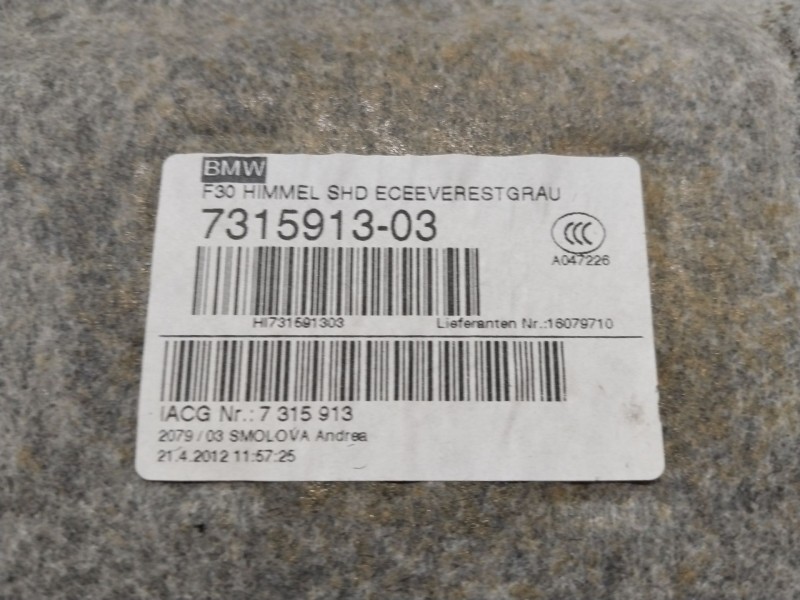 BMW
F30 HIMMEL SHD ECEEVERESTGRAU
7315913-03
CCC
A047226
HI731591303
Lieferanten Nr.:16079710
IACG Nr.: 7 315 913
2079 / 03 SMOLOVA Andrea
21.4.2012 11:57:25